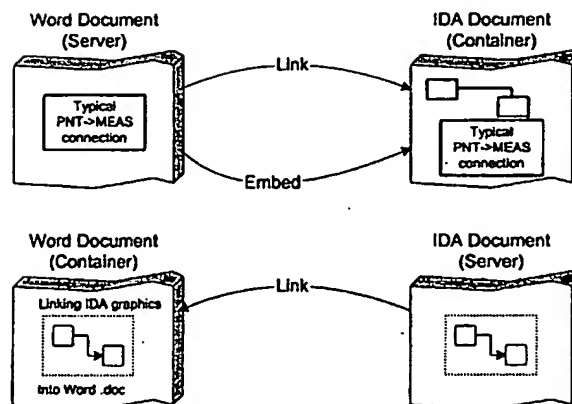 Word Document
(Server)
IDA Document
(Container)
Link
Typical
PNT->MEAS
connection
Typical
PNT->MEAS
connection
Embed
Word Document
(Container)
IDA Document
(Server)
Link
Linking IDA graphics
Into Word .doc